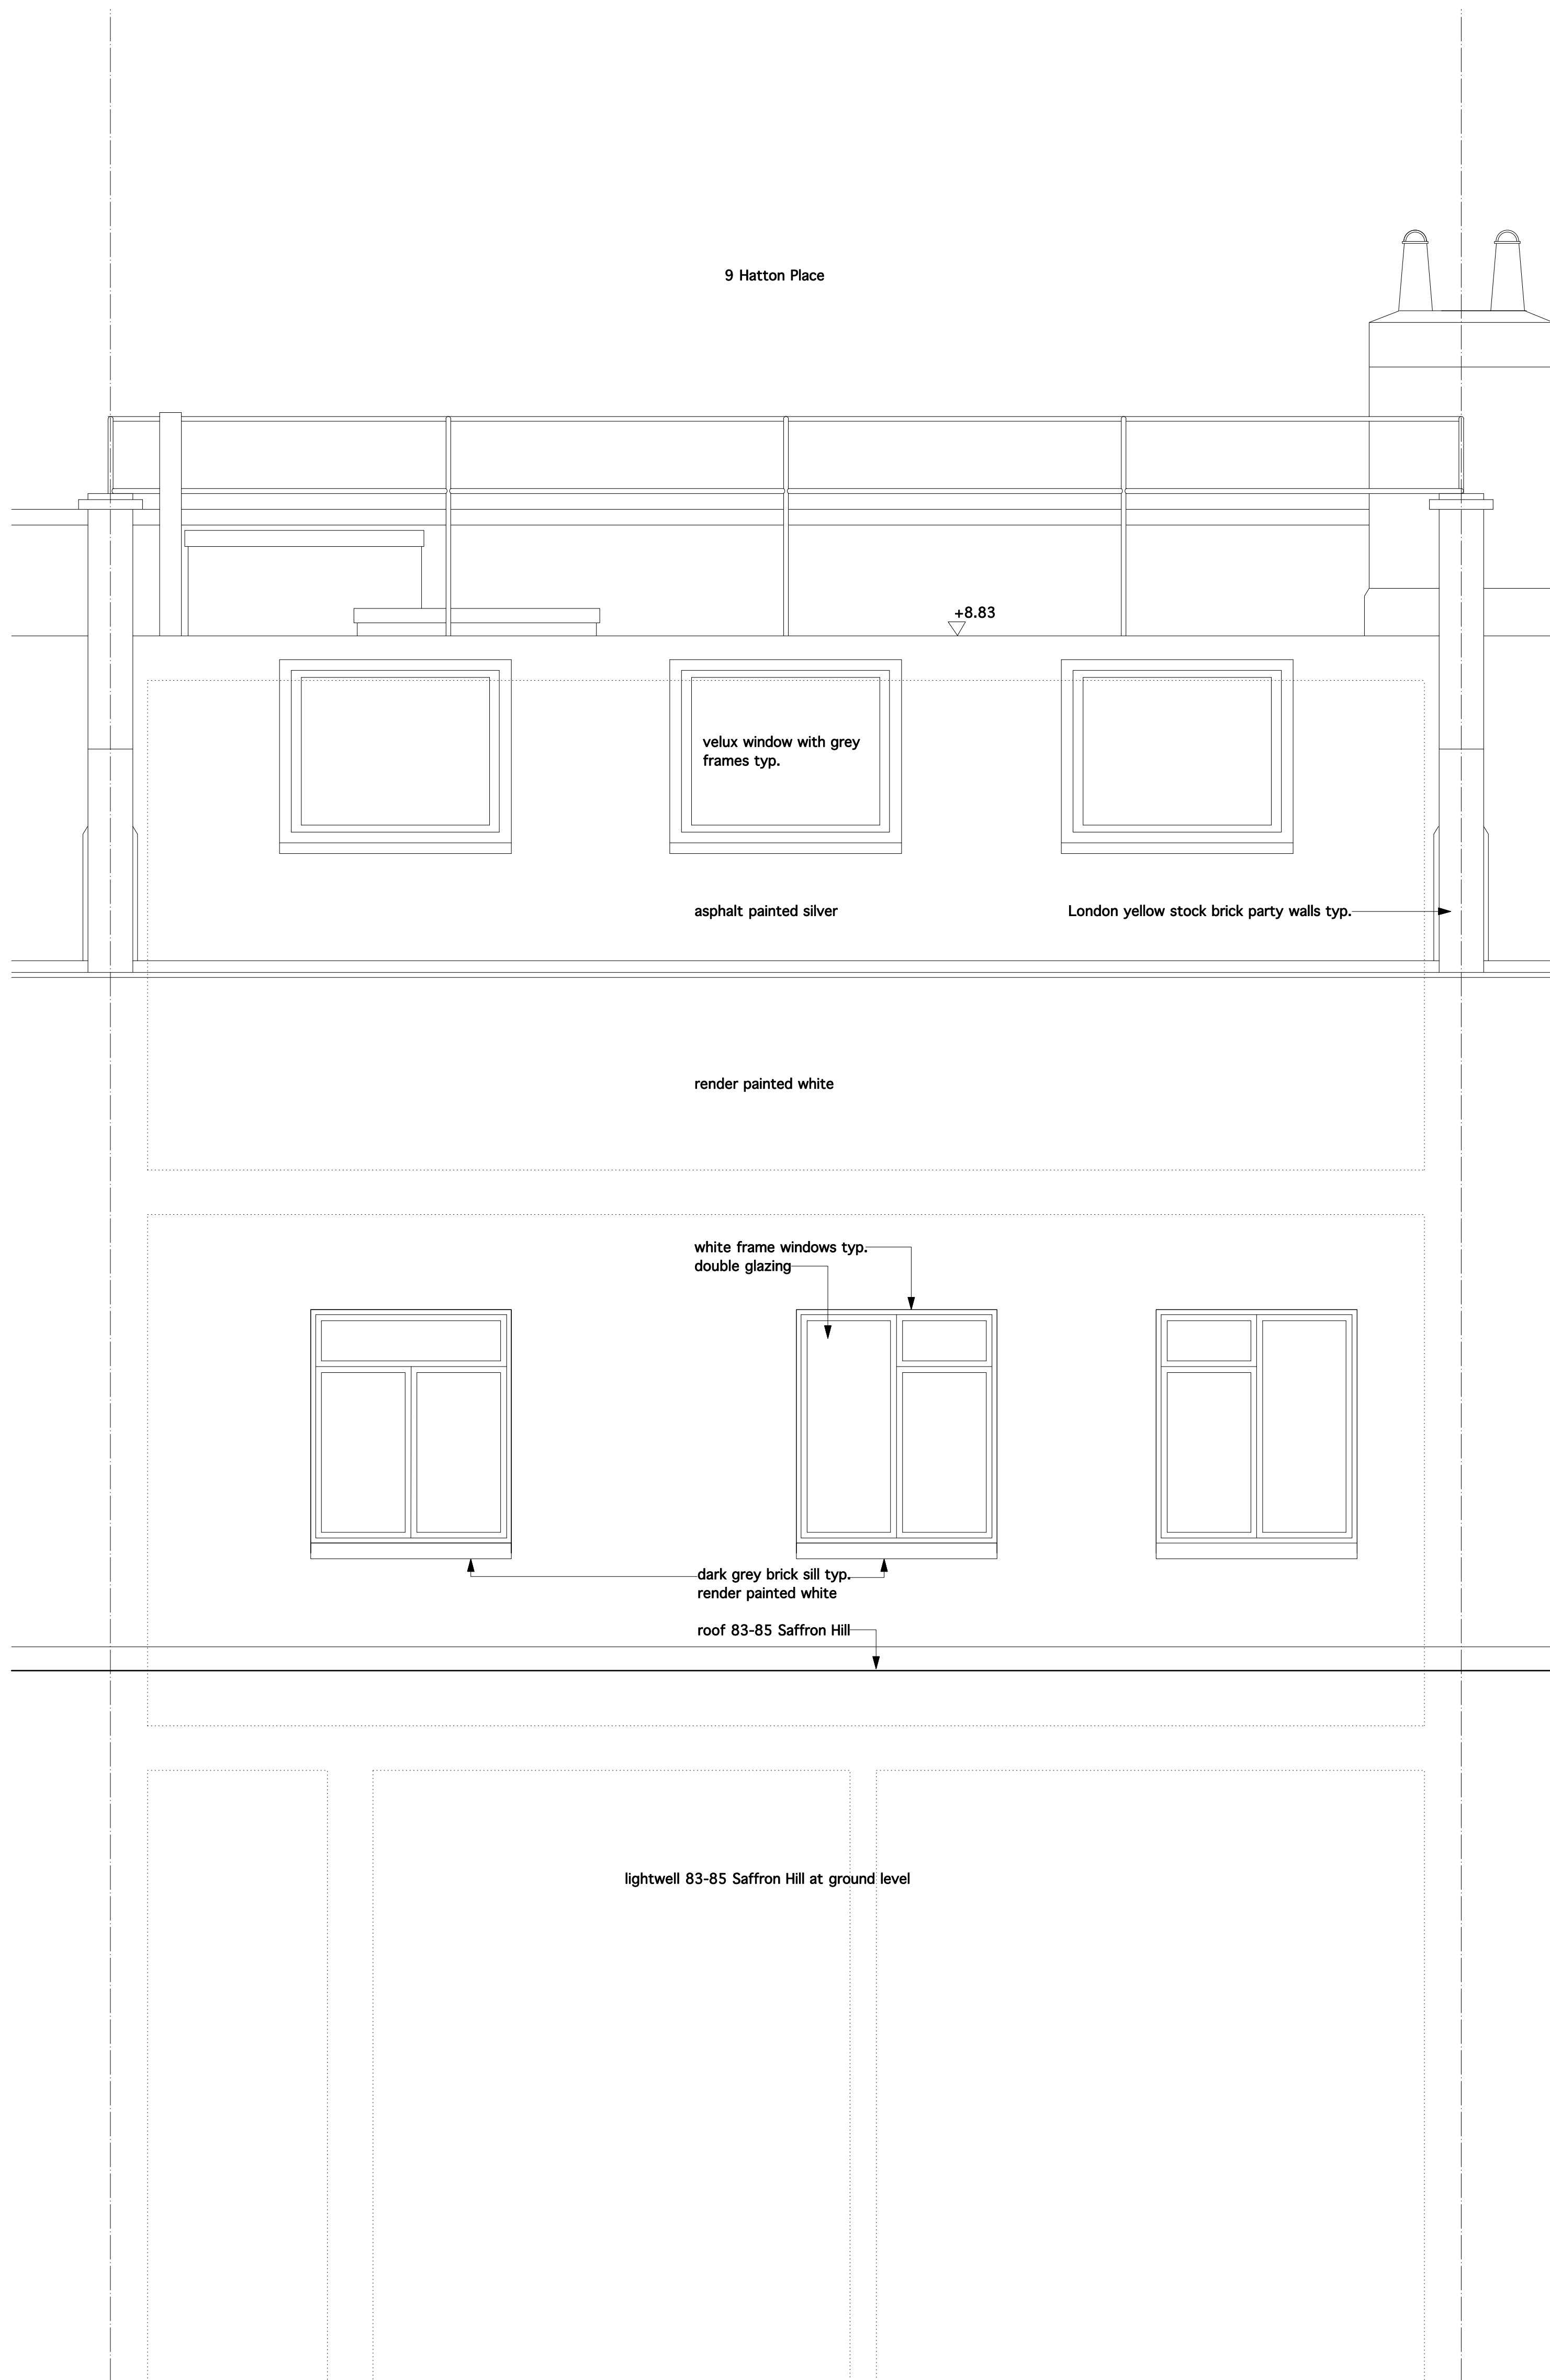 9 Hatton Place
+8.83
velux window with grey
frames typ.
asphalt painted silver
London yellow stock brick party walls typ.
render painted white
white frame windows typ.
double glazing
dark grey brick sill typ.
render painted white
roof 83-85 Saffron Hill
lightwell 83-85 Saffron Hill at ground level